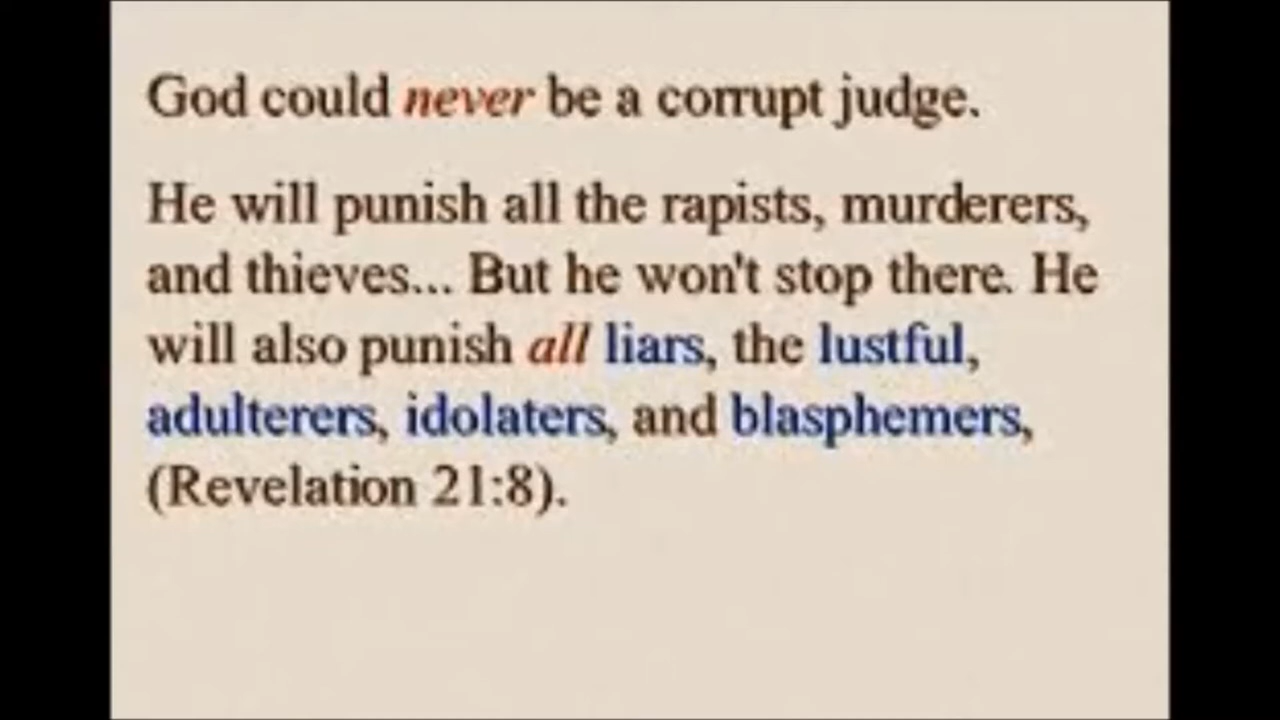 God could never be a corrupt judge.
He will punish all the rapists, murderers,
and thieves... But he won't stop there. He
will also punish all liars, the lustful,
adulterers, idolaters, and blasphemers,
(Revelation 21:8).